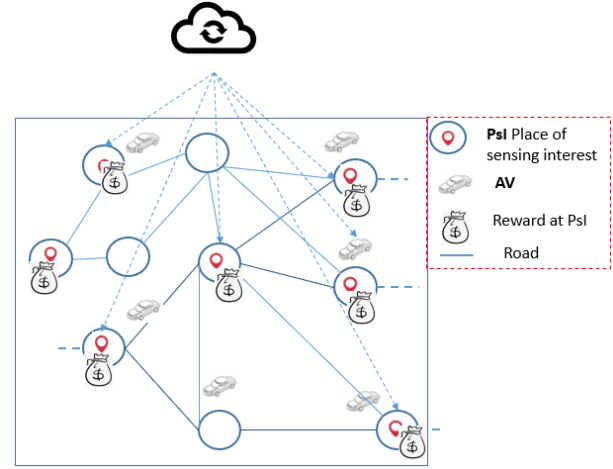 PsI Place of
sensing interest
AV
Reward at PsI
Road
$
$
$
$
$
$
$
$